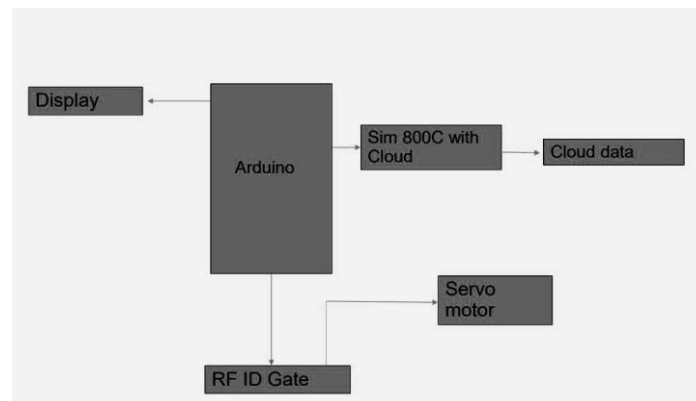 Display
Arduino
Sim 800C with
Cloud
Cloud data
Servo
motor
RF ID Gate